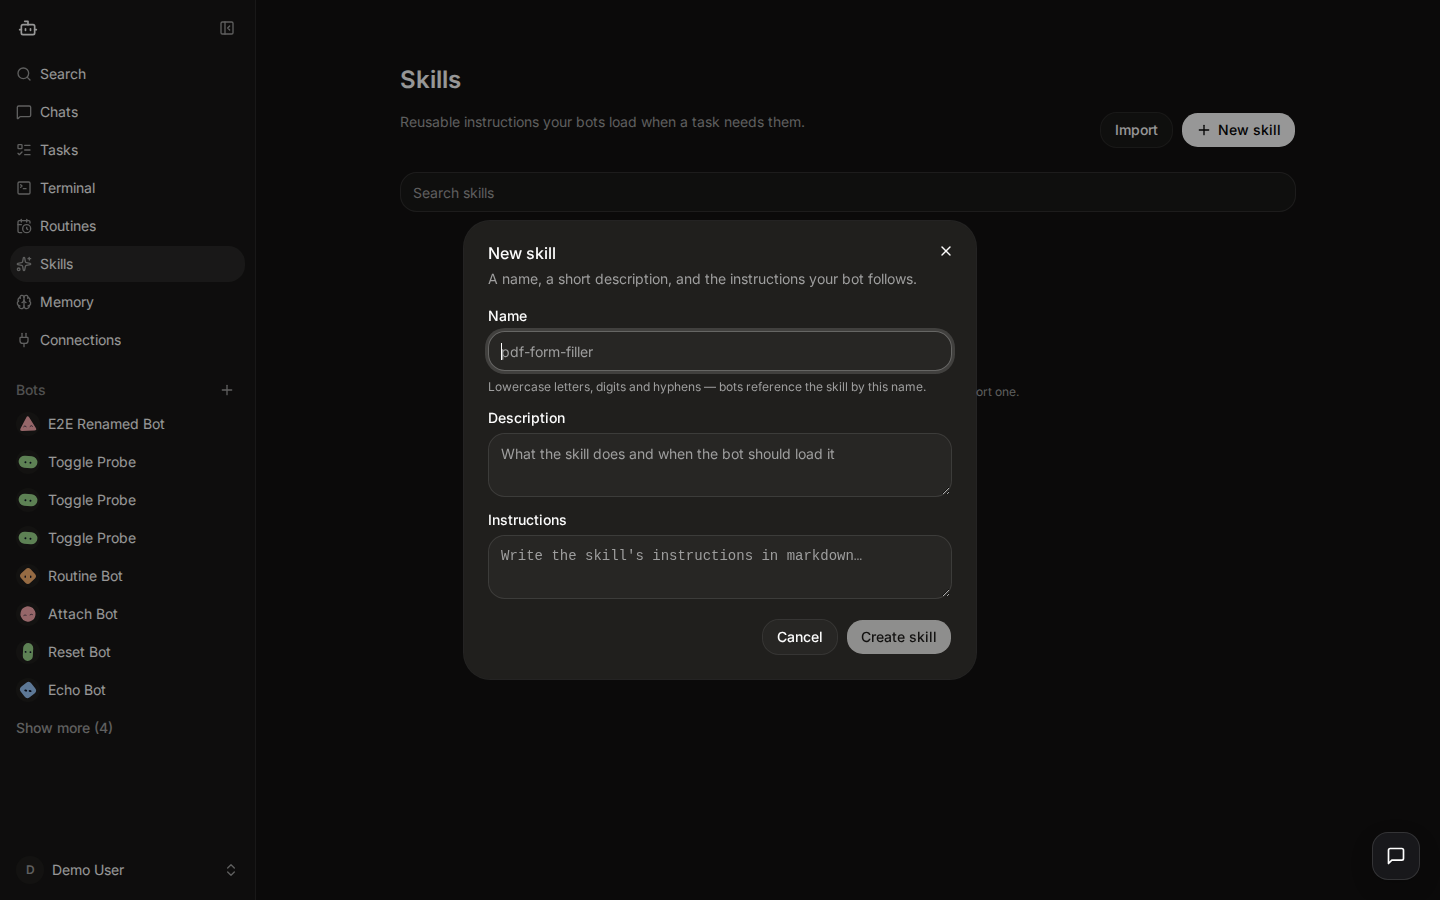 Search
Chats
Tasks
Terminal
Routines
Skills
Memory
Connections
Bots
E2E Renamed Bot
Toggle Probe
Toggle Probe
Toggle Probe
Routine Bot
Attach Bot
Reset Bot
Echo Bot
Show more (4)
D Demo User
Skills
Reusable instructions your bots load when a task needs them.
Import
New skill
Search skills
ort one.
New skill
A name, a short description, and the instructions your bot follows.
Name
pdf-form-filler
Lowercase letters, digits and hyphens — bots reference the skill by this name.
Description
What the skill does and when the bot should load it
Instructions
Write the skill's instructions in markdown…
Cancel
Create skill